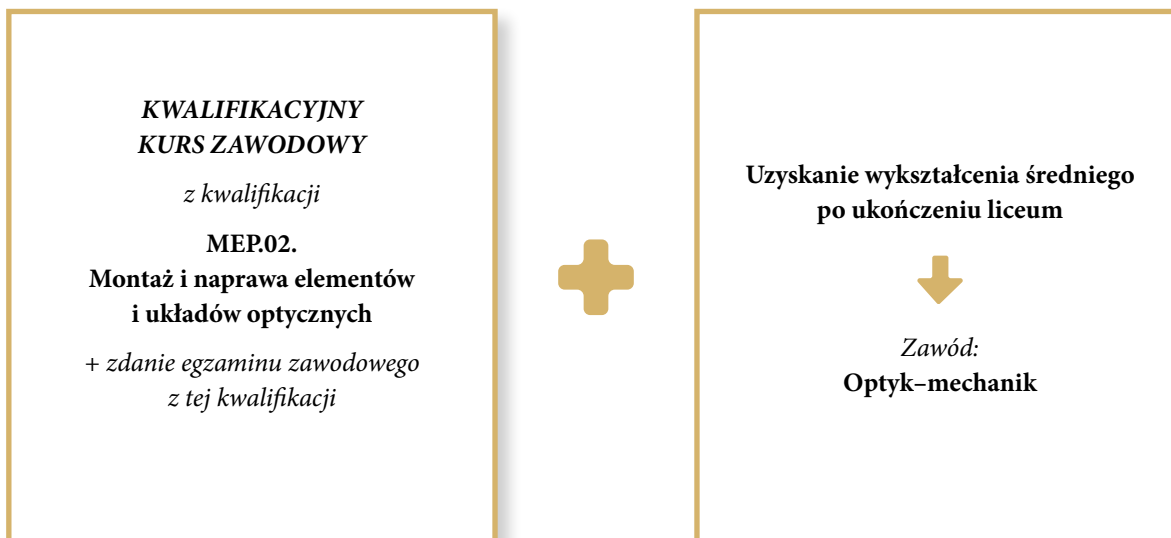 KWALIFIKACYJNY
KURS ZAWODOWY
z kwalifikacji
MEP.02.
Montaż i naprawa elementów
i układów optycznych
+ zdanie egzaminu zawodowego
z tej kwalifikacji
Uzyskanie wykształcenia średniego
po ukończeniu liceum
Zawód:
Optyk–mechanik